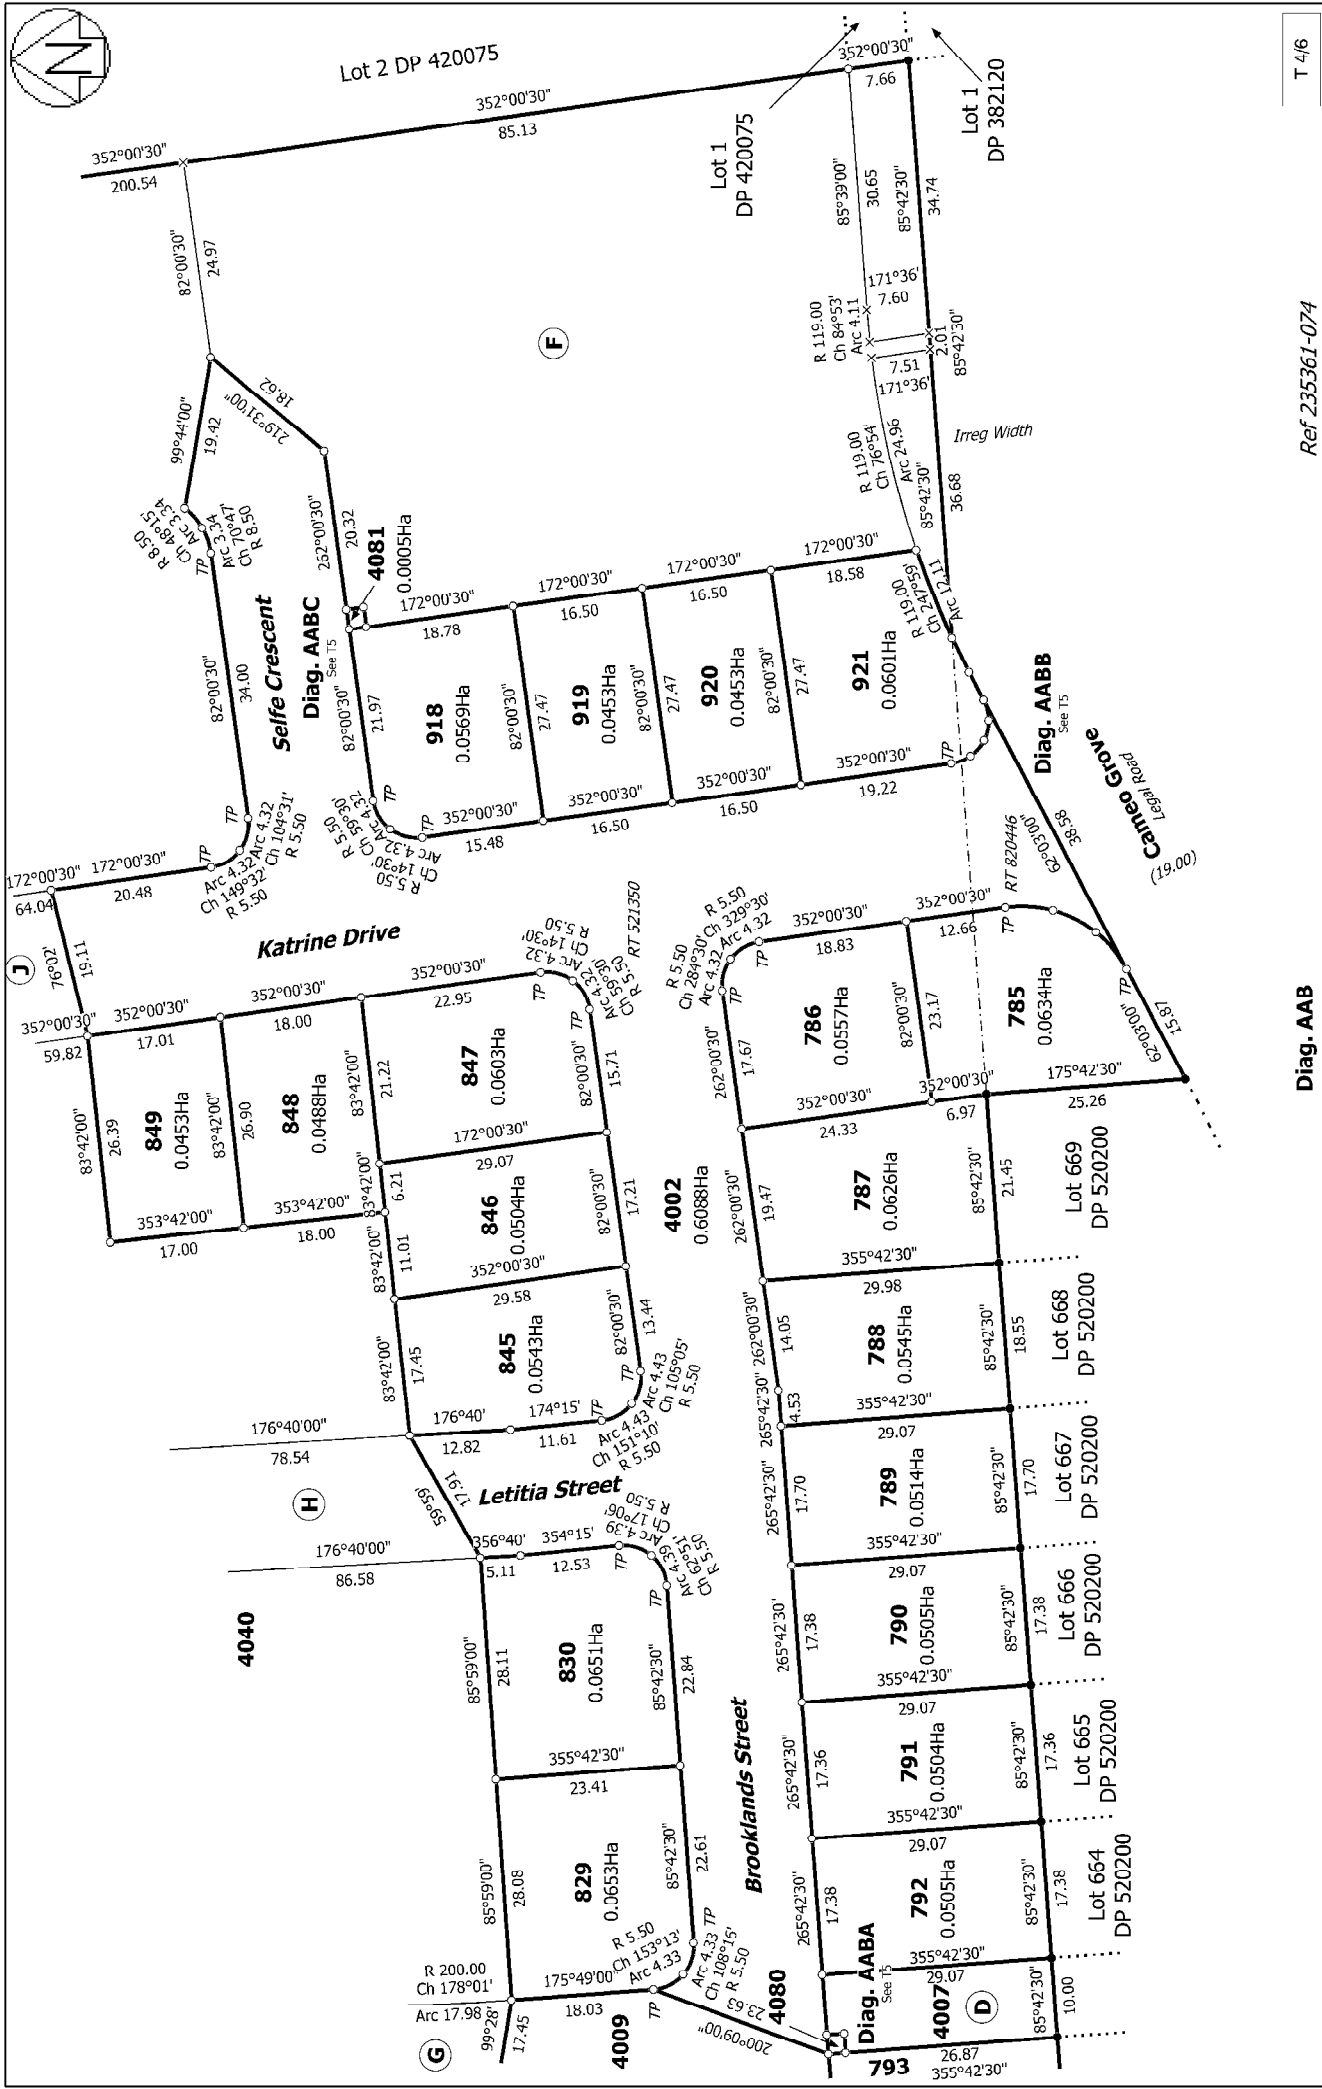 N
Lot 2 DP 420075
352°00'30"
200.54
352°00'30"
85.13
352°00'30"
7.66
Lot 1
DP 420075
Lot 1
DP 382120
82°00'30"
24.97
F
85°39'00"
30.65
85°42'30"
34.74
171°36'
7.60
R 119.00
Ch 84°53'
Arc 4.11
7.51
171°36'
2.01
85°42'30"
R 119.00
Ch 76°54'
Arc 24.96
85°42'30"
36.68
Irreg Width
99°44'00"
19.42
219°31'00"
18.62
R 8.50
Ch 48°15'
Arc 3.34
Arc 3.34
Ch 70°47'
R 8.50
TP
262°00'30"
20.32
4081
0.0005Ha
Selfe Crescent
Diag. AABC
See T5
82°00'30"
34.00
82°00'30"
21.97
172°00'30"
18.78
918
0.0569Ha
82°00'30"
27.47
172°00'30"
16.50
919
0.0453Ha
82°00'30"
27.47
172°00'30"
16.50
920
0.0453Ha
82°00'30"
27.47
172°00'30"
18.58
921
0.0601Ha
R 119.00
Ch 247°59'
Arc 12.11
TP
R 5.50
Ch 59°30'
Arc 4.32
Arc 4.32
Ch 14°30'
R 5.50
TP
TP
352°00'30"
15.48
352°00'30"
16.50
352°00'30"
16.50
352°00'30"
19.22
TP
Diag. AABB
See T5
Cameo Grove
Legal Road
(19.00)
62°03'00"
38.58
RT 820446
172°00'30"
64.04
172°00'30"
20.48
TP
Arc 4.32
Ch 149°32'
R 5.50
Arc 4.32
Ch 104°31'
R 5.50
J
76°02'
19.11
Katrine Drive
352°00'30"
59.82
352°00'30"
17.01
352°00'30"
18.00
352°00'30"
22.95
TP
R 5.50
Ch 14°30'
Arc 4.32
Arc 4.32
Ch 59°30'
R 5.50
RT 521350
TP
83°42'00"
26.39
849
0.0453Ha
83°42'00"
26.90
848
0.0488Ha
83°42'00"
21.22
847
0.0603Ha
82°00'30"
15.71
353°42'00"
17.00
353°42'00"
18.00
83°42'00"
6.21
172°00'30"
29.07
846
0.0504Ha
82°00'30"
17.21
83°42'00"
11.01
352°00'30"
29.58
83°42'00"
17.45
845
0.0543Ha
82°00'30"
13.44
TP
Arc 4.43
Ch 105°05'
R 5.50
Arc 4.43
Ch 151°10'
R 5.50
TP
4002
0.6088Ha
R 5.50
Ch 284°30'
Arc 4.32
R 5.50
Ch 329°30'
Arc 4.32
TP
TP
352°00'30"
18.83
352°00'30"
12.66
TP
262°00'30"
17.67
786
0.0557Ha
82°00'30"
23.17
785
0.0634Ha
TP
62°03'00"
15.87
352°00'30"
24.33
352°00'30"
6.97
175°42'30"
25.26
262°00'30"
19.47
787
0.0626Ha
85°42'30"
21.45
Lot 669
DP 520200
355°42'30"
29.98
262°00'30"
14.05
265°42'30"
4.53
788
0.0545Ha
85°42'30"
18.55
Lot 668
DP 520200
355°42'30"
29.07
265°42'30"
17.70
789
0.0514Ha
85°42'30"
17.70
Lot 667
DP 520200
355°42'30"
29.07
265°42'30'
17.38
790
0.0505Ha
85°42'30"
17.38
Lot 666
DP 520200
355°42'30"
29.07
265°42'30"
17.36
791
0.0504Ha
85°42'30"
17.36
Lot 665
DP 520200
355°42'30"
29.07
265°42'30"
17.38
792
0.0505Ha
85°42'30"
17.38
Lot 664
DP 520200
355°42'30"
29.07
4007
D
85°42'30"
10.00
26.87
355°42'30"
793
Diag. AABA
See T5
4080
200°09'00"
23.63
176°40'00"
78.54
176°40'
12.82
174°15'
11.61
H
59°59'
17.91
Letitia Street
176°40'00"
86.58
356°40'
5.11
354°15'
12.53
TP
R 5.50
Ch 17°06'
Arc 4.39
Arc 4.39
Ch 62°51'
R 5.50
TP
4040
85°59'00"
28.11
830
0.0651Ha
85°42'30"
22.84
355°42'30"
23.41
85°59'00"
28.08
829
0.0653Ha
85°42'30"
22.61
Brooklands Street
R 200.00
Ch 178°01'
Arc 17.98
175°49'00"
18.03
R 5.50
Ch 153°13'
Arc 4.33
Arc 4.33
Ch 108°16'
R 5.50
TP
TP
G
99°28'
17.45
4009
Diag. AAB
Ref 235361-074
T 4/6